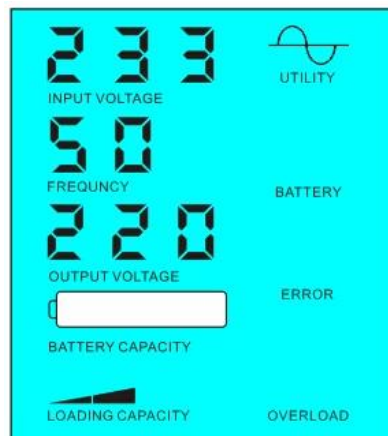 233
UTILITY
INPUT VOLTAGE
50
FREQUNCY
BATTERY
220
OUTPUT VOLTAGE
ERROR
BATTERY CAPACITY
LOADING CAPACITY
OVERLOAD